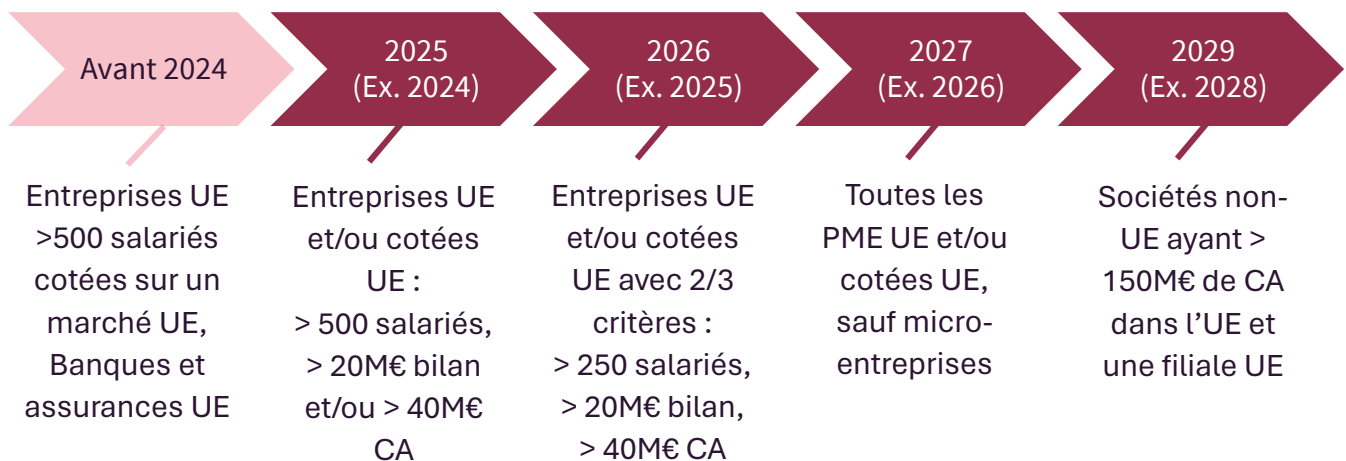 Avant 2024
2025
(Ex. 2024)
2026
(Ex. 2025)
2027
(Ex. 2026)
2029
(Ex. 2028)
Entreprises UE
>500 salariés
cotées sur un
marché UE,
Banques et
assurances UE
Entreprises UE
et/ou cotées
UE :
> 500 salariés,
> 20M€ bilan
et/ou > 40M€
CA
Entreprises UE
et/ou cotées
UE avec 2/3
critères :
> 250 salariés,
> 20M€ bilan,
> 40M€ CA
Toutes les
PME UE et/ou
cotées UE,
sauf micro-
entreprises
Sociétés non-
UE ayant >
150M€ de CA
dans l’UE et
une filiale UE